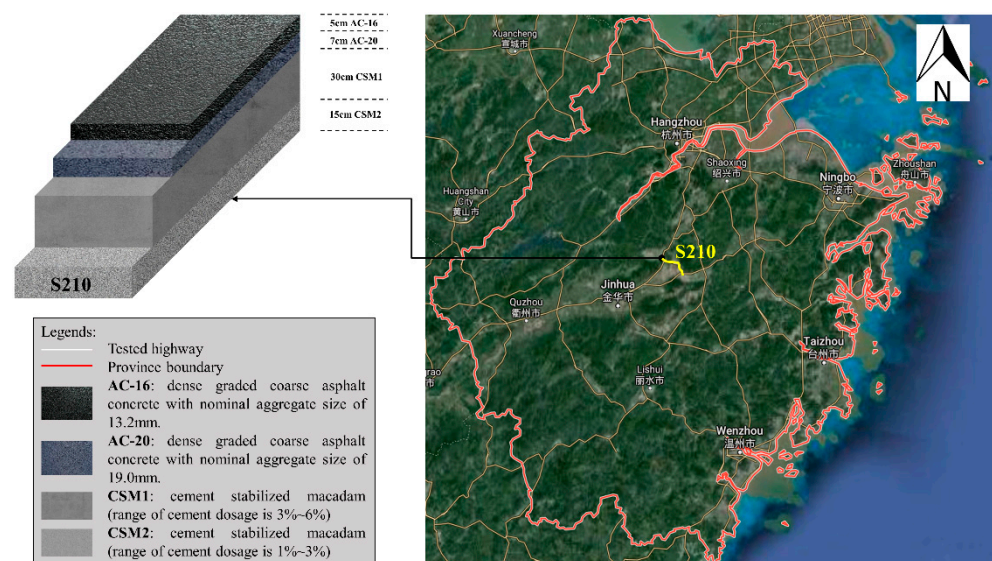 5cm AC-16
7cm AC-20
30cm CSM1
15cm CSM2
S210
Legends:
Tested highway
Province boundary
AC-16: dense graded coarse asphalt
concrete with nominal aggregate size of
13.2mm.
AC-20: dense graded coarse asphalt
concrete with nominal aggregate size of
19.0mm.
CSM1: cement stabilized macadam
(range of cement dosage is 3%~6%)
CSM2: cement stabilized macadam
(range of cement dosage is 1%~3%)
Xuancheng
宣城市
N
Hangzhou
杭州市
Shaoxing
绍兴市
Zhoushan
舟山市
Ningbo
宁波市
Huangshan
City
黄山市
S210
Jinhua
金华市
Quzhou
衢州市
Taizhou
台州市
Lishui
丽水市
grao
市
Wenzhou
温州市